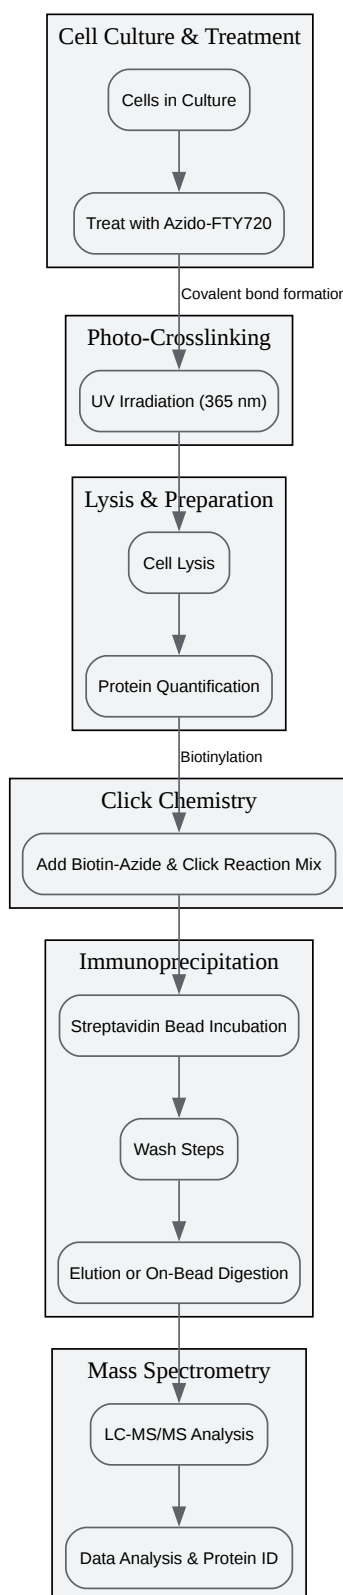 Cell Culture & Treatment
Cells in Culture
Treat with Azido-FTY720
Covalent bond formation
Photo-Crosslinking
UV Irradiation (365 nm)
Lysis & Preparation
Cell Lysis
Protein Quantification
Biotinylation
Click Chemistry
Add Biotin-Azide & Click Reaction Mix
Immunoprecipitation
Streptavidin Bead Incubation
Wash Steps
Elution or On-Bead Digestion
Mass Spectrometry
LC-MS/MS Analysis
Data Analysis & Protein ID